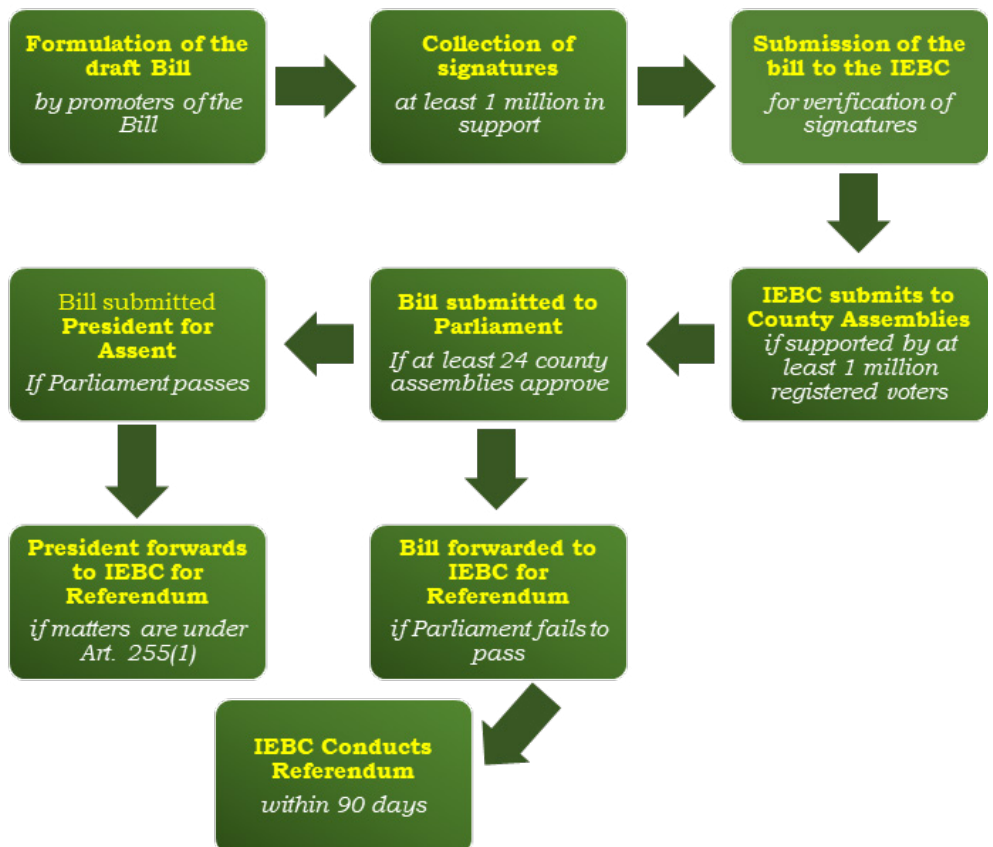 Formulation of the
draft Bill
by promoters of the
Bill
Collection of
signatures
at least 1 million in
support
Submission of the
bill to the IEBC
for verification of
signatures
IEBC submits to
County Assemblies
if supported by at
least 1 million
registered voters
Bill submitted to
Parliament
If at least 24 county
assemblies approve
Bill submitted
President for
Assent
If Parliament passes
President forwards
to IEBC for
Referendum
if matters are under
Art. 255(1)
Bill forwarded to
IEBC for
Referendum
if Parliament fails to
pass
IEBC Conducts
Referendum
within 90 days